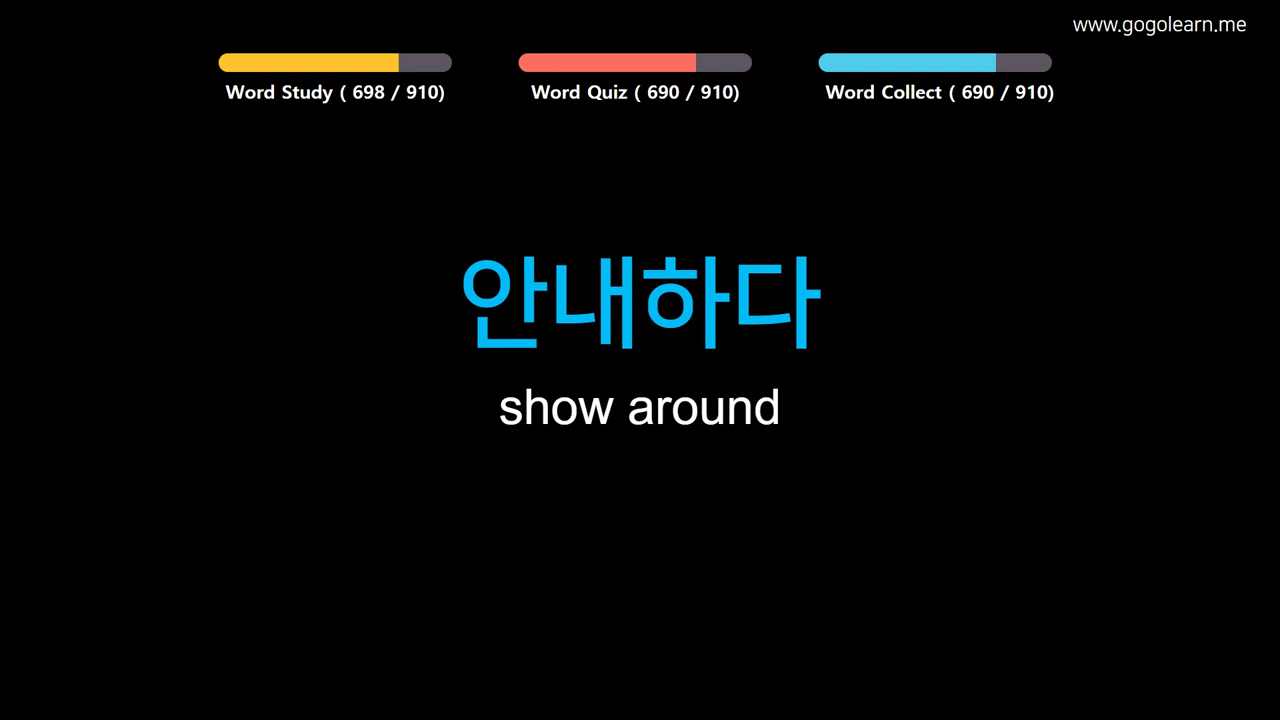 www.gogolearn.me
Word Study ( 698 / 910)
Word Quiz ( 690 / 910)
Word Collect ( 690 / 910)
안내하다
show around